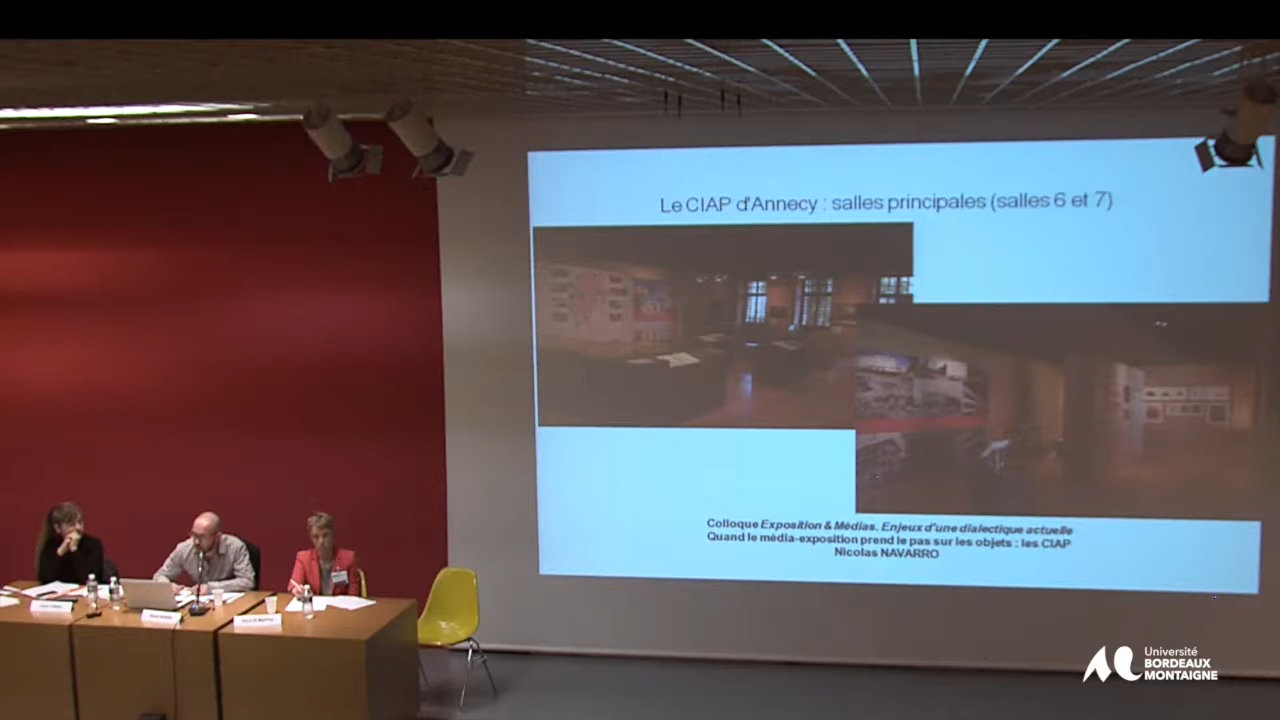 Le CIAP d'Annecy : salles principales (salles 6 et 7)
Colloque Exposition & Médias. Enjeux d'une dialectique actuelle
Quand le média-exposition prend le pas sur les objets : les CIAP
Nicolas NAVARRO
Université
BORDEAUX
MONTAIGNE